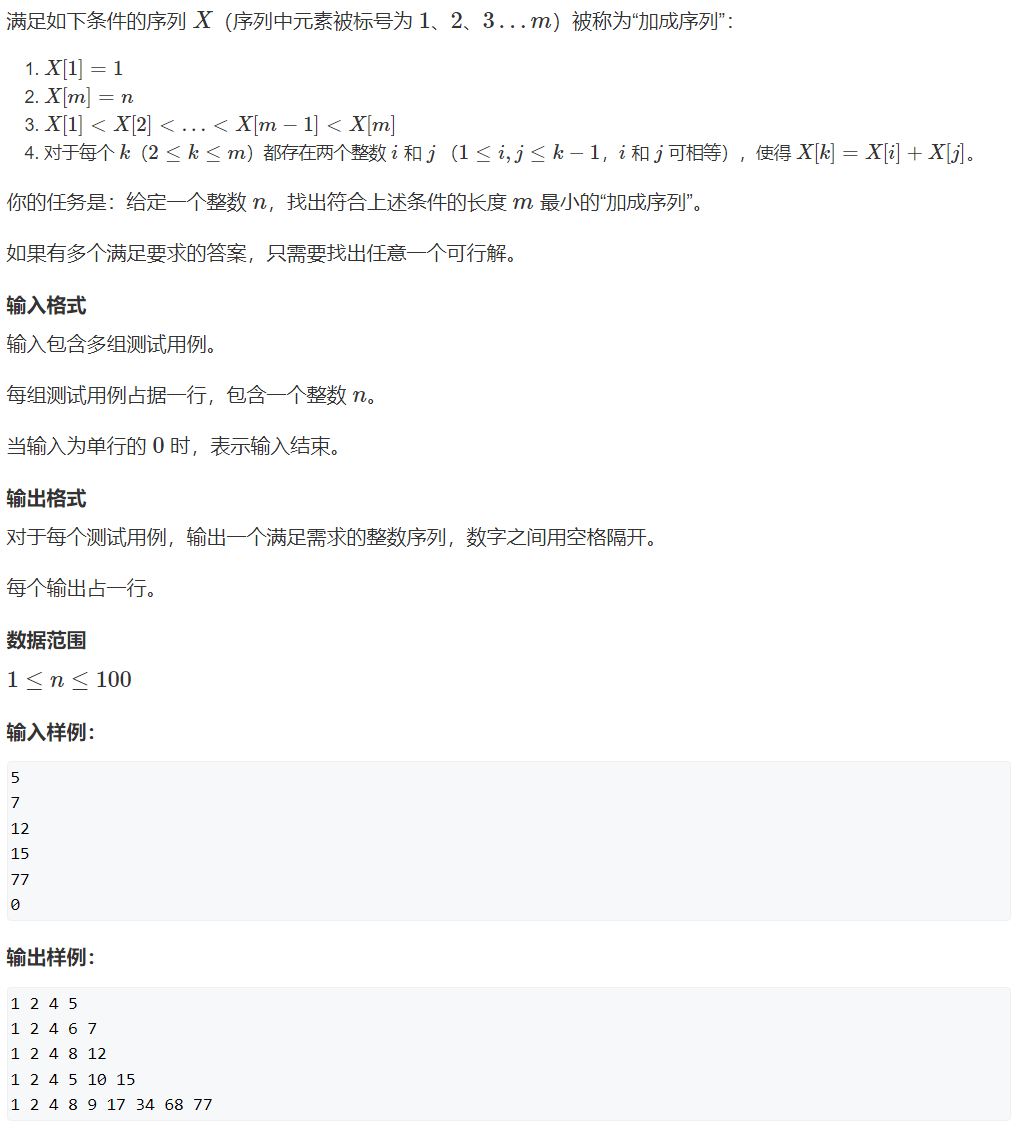 满足如下条件的序列 X（序列中元素被标号为 1、2、3…m）被称为“加成序列”：
1. X[1] = 1
2. X[m] = n
3. X[1] < X[2] < … < X[m − 1] < X[m]
4. 对于每个 k（2 ≤ k ≤ m）都存在两个整数 i 和 j （1 ≤ i, j ≤ k − 1，i 和 j 可相等），使得 X[k] = X[i] + X[j]。
你的任务是：给定一个整数 n，找出符合上述条件的长度 m 最小的“加成序列”。
如果有多个满足要求的答案，只需要找出任意一个可行解。
输入格式
输入包含多组测试用例。
每组测试用例占据一行，包含一个整数 n。
当输入为单行的 0 时，表示输入结束。
输出格式
对于每个测试用例，输出一个满足需求的整数序列，数字之间用空格隔开。
每个输出占一行。
数据范围
1 ≤ n ≤ 100
输入样例：
5
7
12
15
77
0
输出样例：
1 2 4 5
1 2 4 6 7
1 2 4 8 12
1 2 4 5 10 15
1 2 4 8 9 17 34 68 77